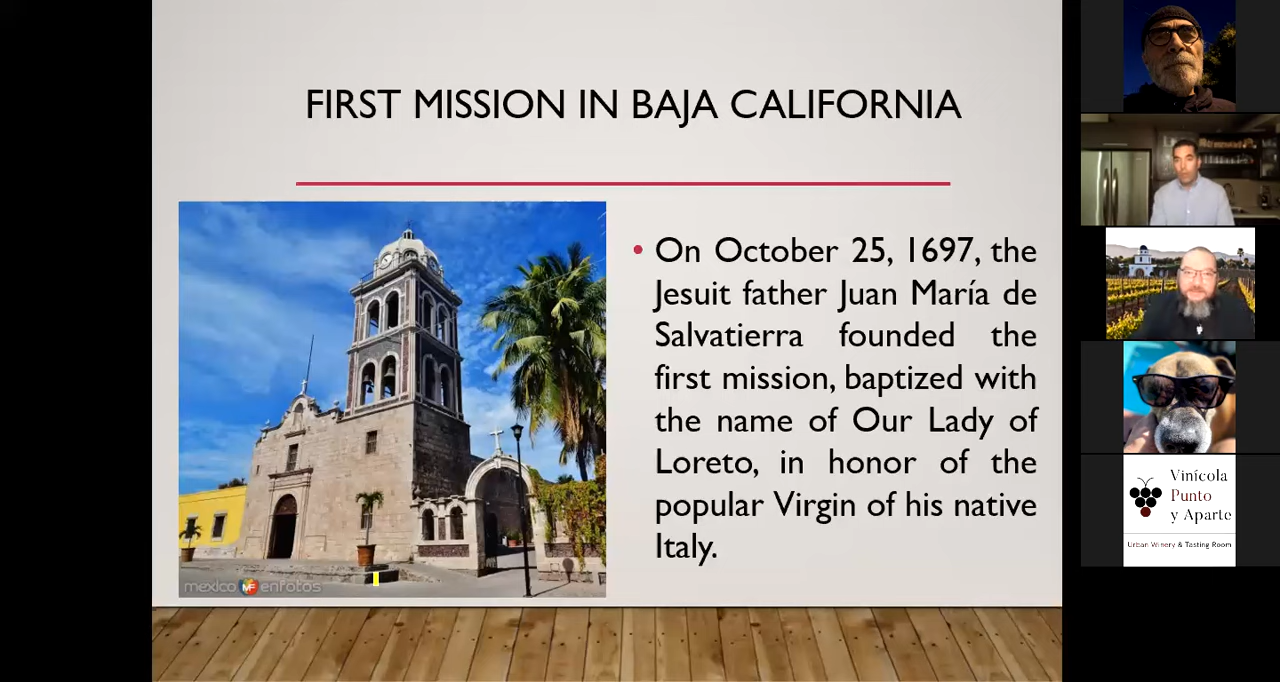 FIRST MISSION IN BAJA CALIFORNIA
• On October 25, 1697, the
Jesuit father Juan María de
Salvatierra founded the
first mission, baptized with
the name of Our Lady of
Loreto, in honor of the
popular Virgin of his native
Italy.
mexico MF enfotos
Vinícola
Punto
y Aparte
Urban Winery & Tasting Room